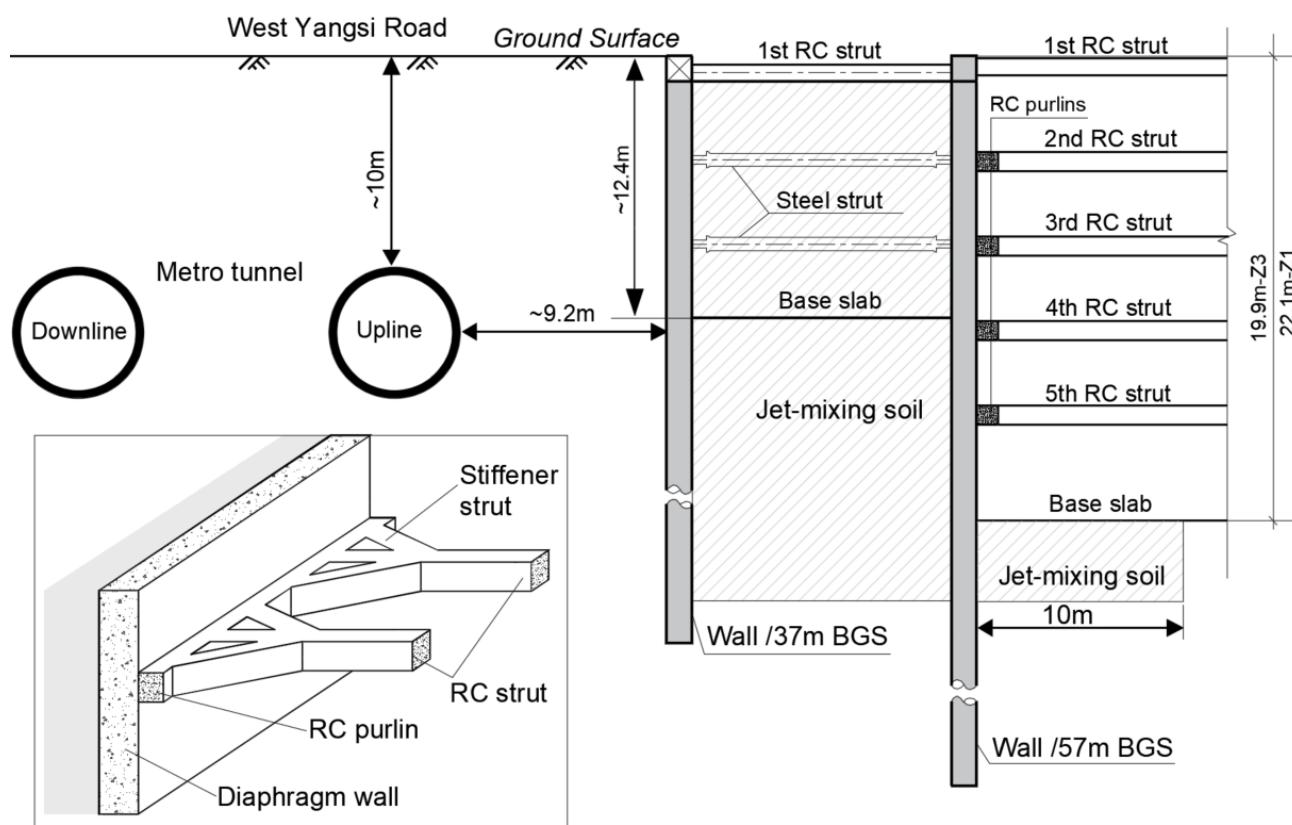 West Yangsi Road
Ground Surface
1st RC strut
1st RC strut
RC purlins
2nd RC strut
~10m
~12.4m
Steel strut
3rd RC strut
Metro tunnel
19.9m-Z3
22.1m-Z1
Base slab
4th RC strut
Downline
Upline
~9.2m
5th RC strut
Jet-mixing soil
Stiffener
strut
Base slab
Jet-mixing soil
10m
Wall /37m BGS
RC strut
RC purlin
Wall /57m BGS
Diaphragm wall